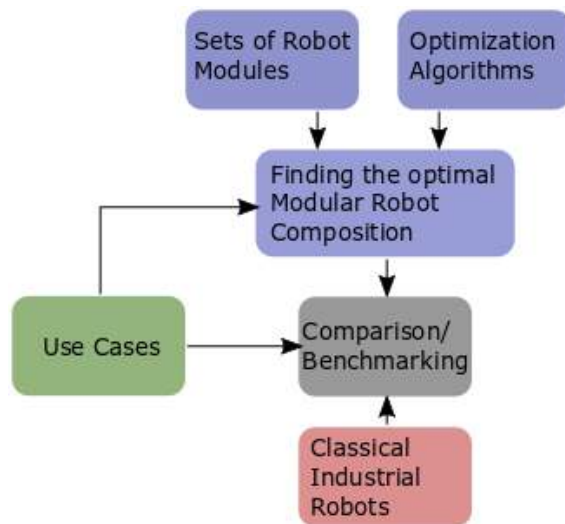 Sets of Robot
Modules
Optimization
Algorithms
Finding the optimal
Modular Robot
Composition
Use Cases
Comparison/
Benchmarking
Classical
Industrial
Robots